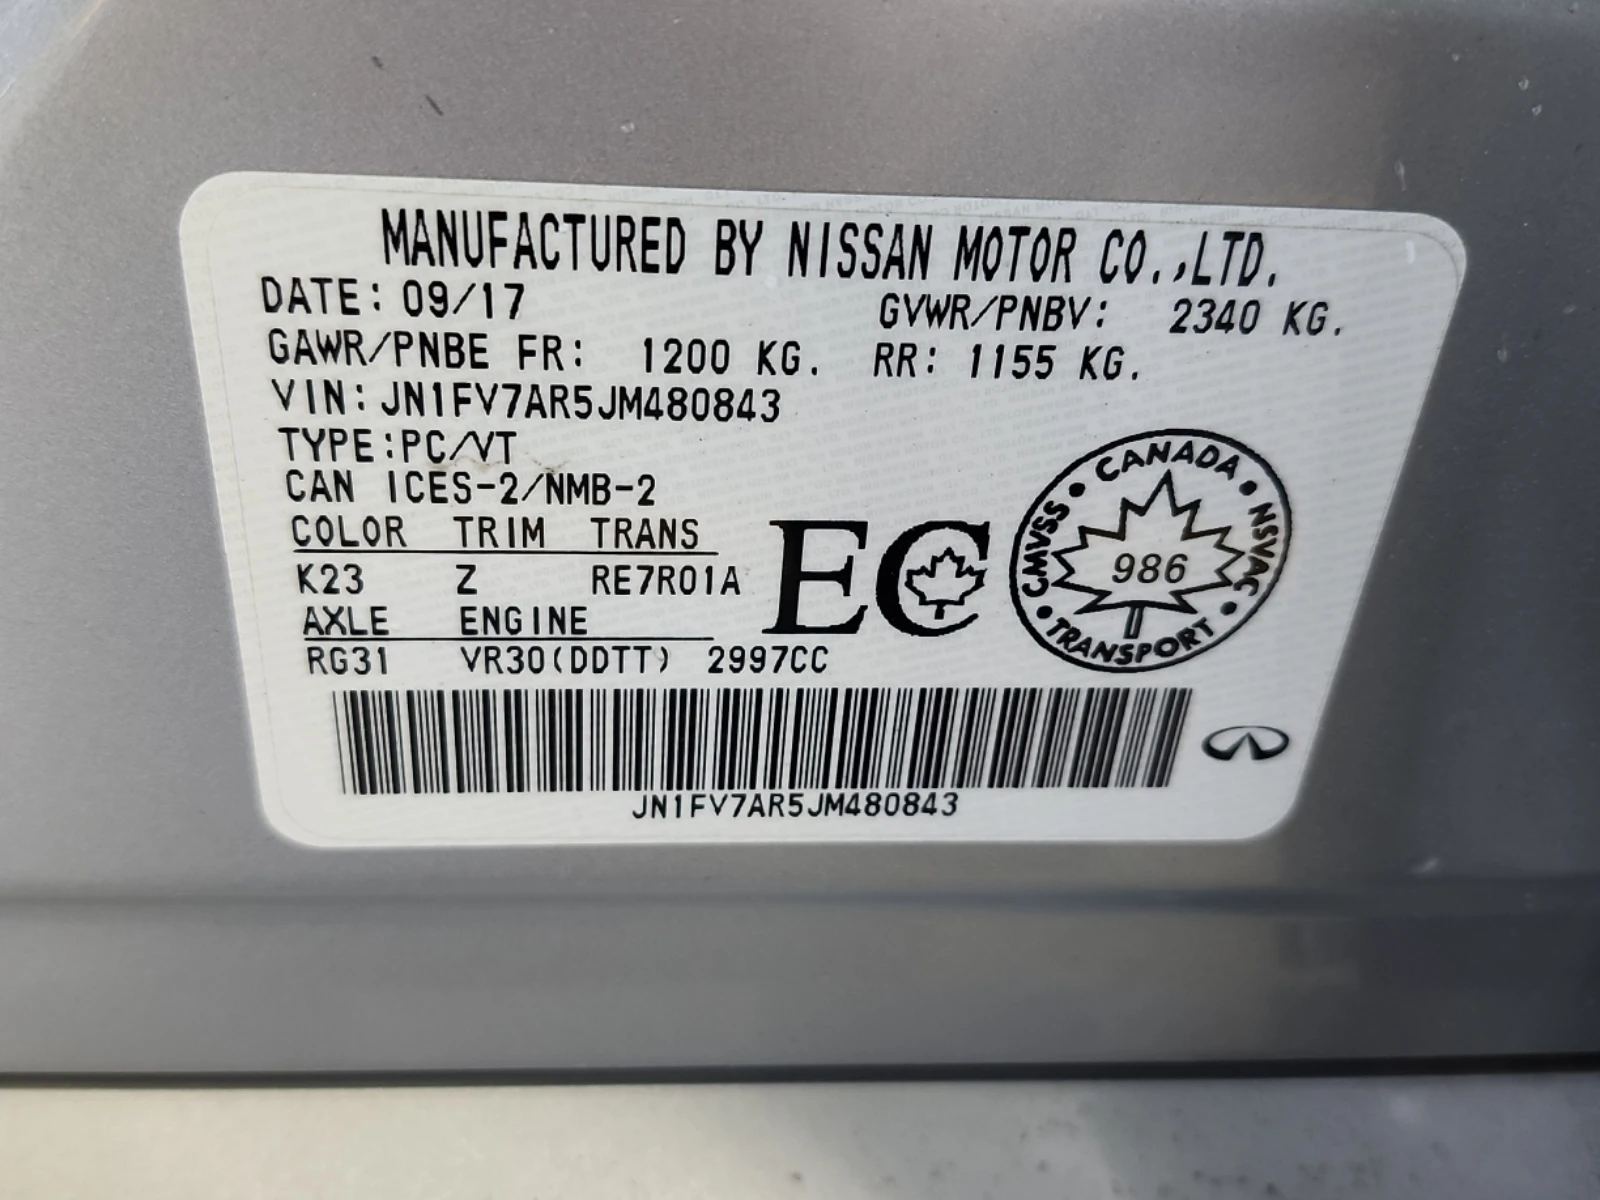 MANUFACTURED BY NISSAN MOTOR CO.,LTD.
DATE: 09/17 GVWR/PNBV: 2340 KG.
GAWR/PNBE FR: 1200 KG. RR: 1155 KG.
VIN:JN1FV7AR5JM480843
TYPE:PC/VT
CAN ICES-2/NMB-2
COLOR TRIM TRANS
K23 Z RE7R01A
AXLE ENGINE
RG31 VR30(DDTT) 2997CC
EC
CANADA
CMVSS
NSVAC
986
TRANSPORT
JN1FV7AR5JM480843